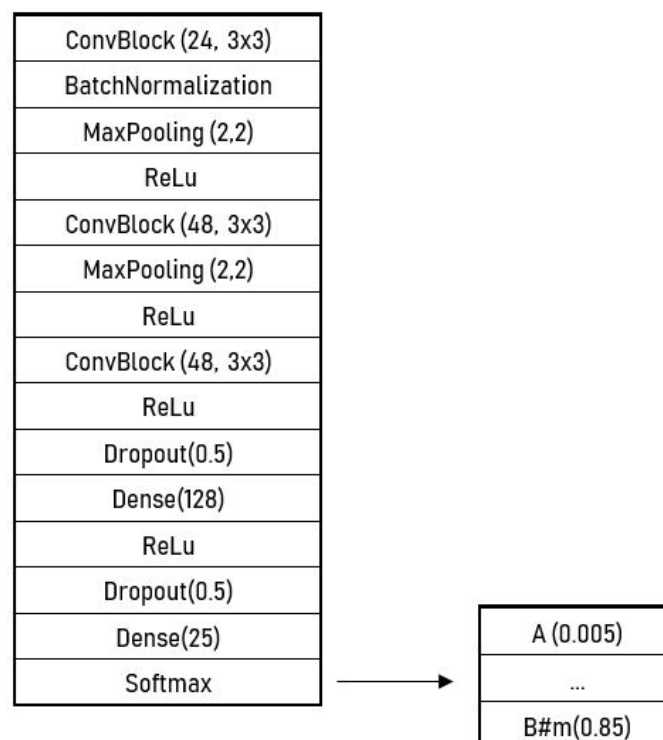 ConvBlock (24, 3x3)
BatchNormalization
MaxPooling (2,2)
ReLu
ConvBlock (48, 3x3)
MaxPooling (2,2)
ReLu
ConvBlock (48, 3x3)
ReLu
Dropout(0.5)
Dense(128)
ReLu
Dropout(0.5)
Dense(25)
Softmax
A (0.005)
...
B#m(0.85)